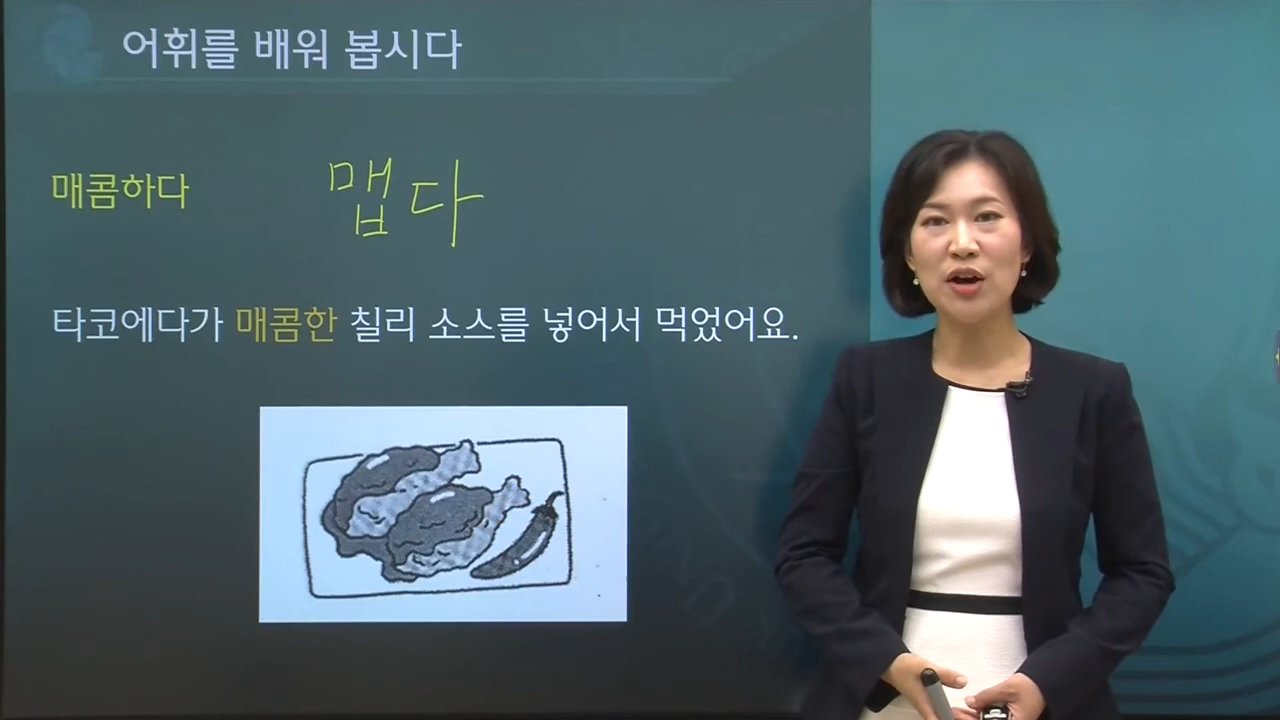 어휘를 배워 봅시다
매콤하다 맵다
타코에다가 매콤한 칠리 소스를 넣어서 먹었어요.